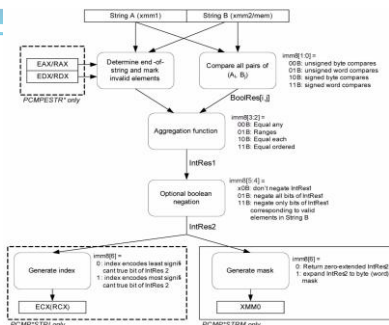 String A (xmm1)
String B (xmm2/mem)
EAX/RAX
EDX/RDX
PCMPESTR* only
Determine end -of-
string and mark
invalid elements
Compare all pairs of
(Ai, Bj)
imm8[1:0] =
00B: unsigned byte compares
01B: unsigned word compares
10B: signed byte compares
11B: signed word compares
BoolRes[i,j]
Aggregation function
imm8[3:2] =
00B: Equal any
01B: Ranges
10B: Equal each
11B: Equal ordered
IntRes1
Optional boolean
negation
imm8[5:4] =
x0B: don't negate IntRes1
01B: negate all bits of IntRes1
11B: negate only bits of IntRes1
corresponding to valid
elements in String B
IntRes2
Generate index
imm8[6] =
0: index encodes least signifi
cant true bit of IntRes 2
1: index encodes most signifi
cant true bit of IntRes2
ECX(RCX)
PCMP*STRI only
Generate mask
imm8[6] =
0: Return zero-extended IntRes2
1: expand IntRes2 to byte (word)
mask
XMM0
PCMP*STRM only